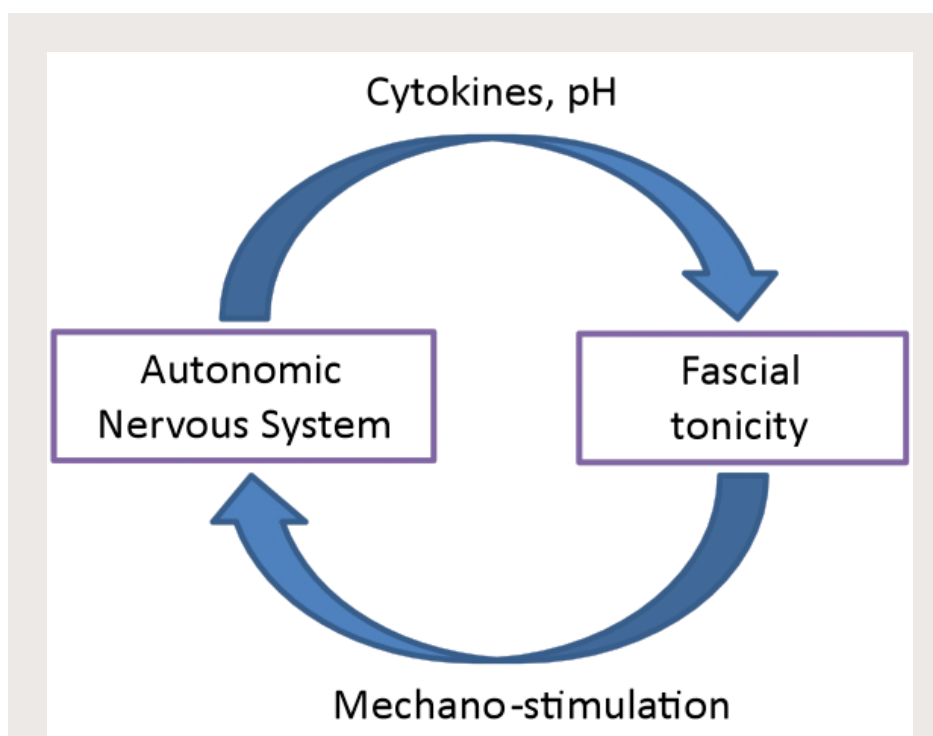 Cytokines, pH
Autonomic
Nervous System
Fascial
tonicity
Mechano-stimulation